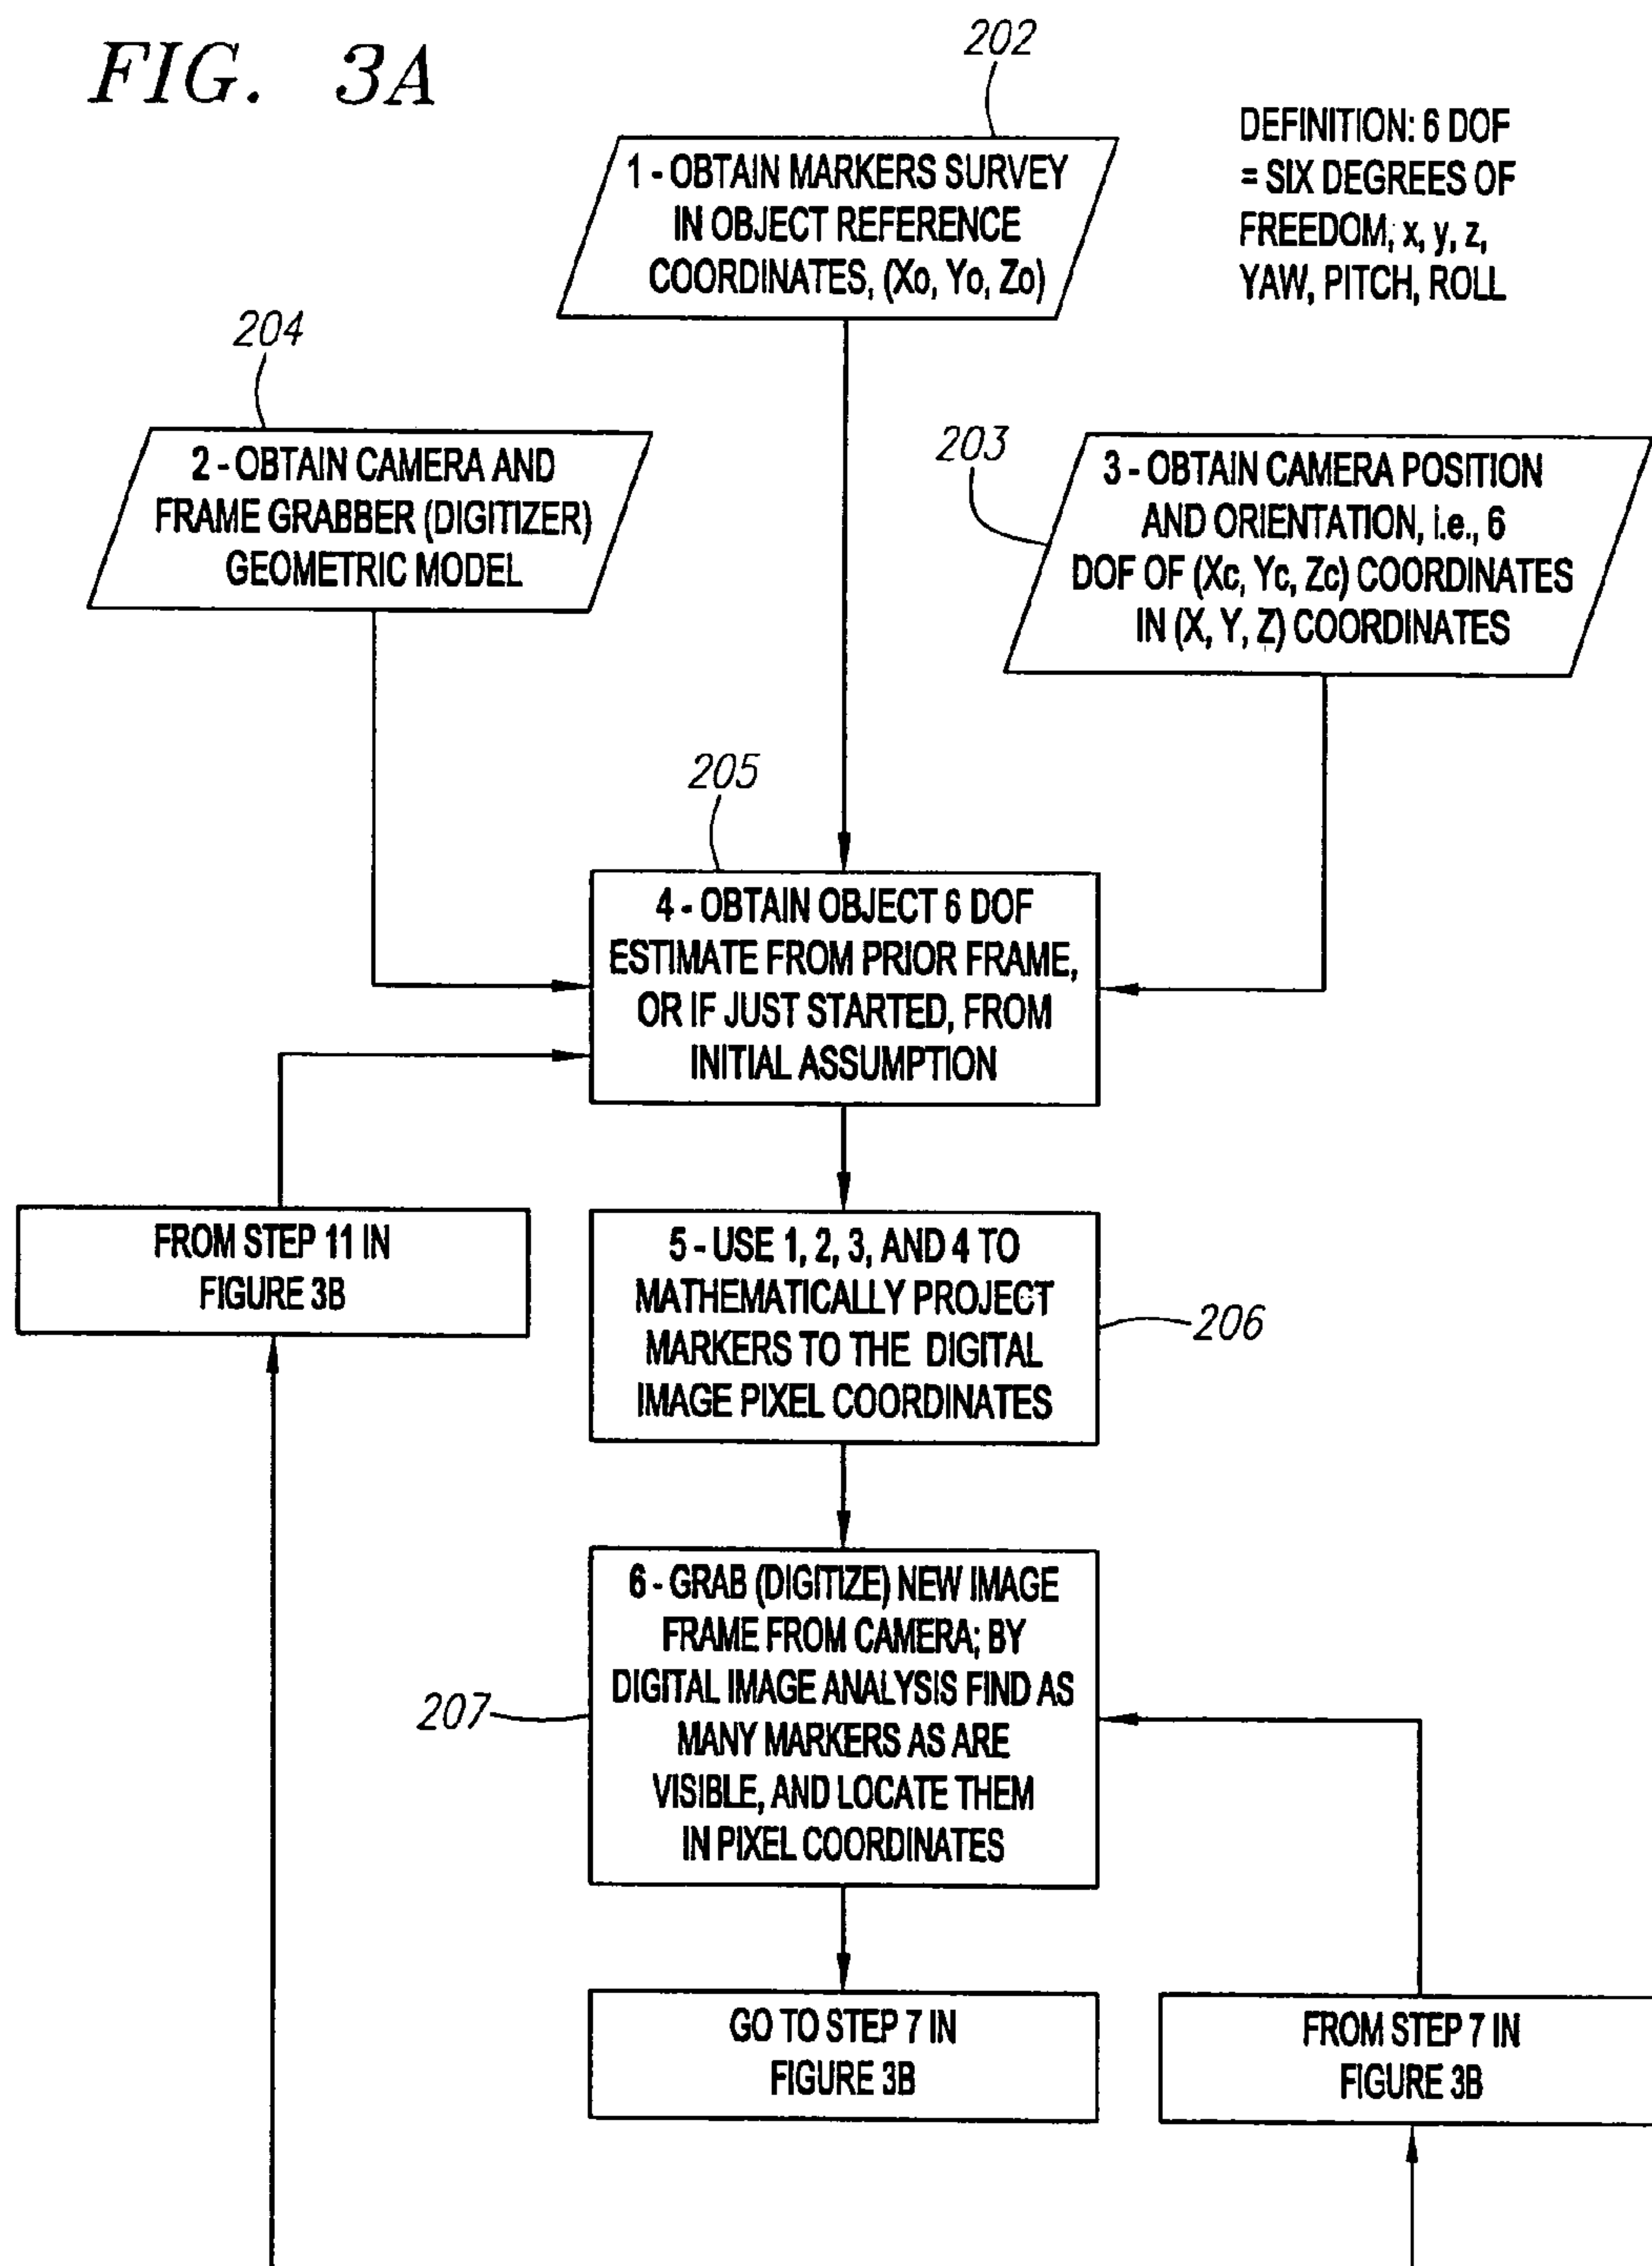 FIG. 3A
202
1 - OBTAIN MARKERS SURVEY
IN OBJECT REFERENCE
COORDINATES, (Xo, Yo, Zo)
DEFINITION: 6 DOF
= SIX DEGREES OF
FREEDOM, x, y, z,
YAW, PITCH, ROLL
204
2 - OBTAIN CAMERA AND
FRAME GRABBER (DIGITIZER)
GEOMETRIC MODEL
203
3 - OBTAIN CAMERA POSITION
AND ORIENTATION, i.e., 6
DOF OF (Xc, Yc, Zc) COORDINATES
IN (X, Y, Z) COORDINATES
205
4 - OBTAIN OBJECT 6 DOF
ESTIMATE FROM PRIOR FRAME,
OR IF JUST STARTED, FROM
INITIAL ASSUMPTION
FROM STEP 11 IN
FIGURE 3B
5 - USE 1, 2, 3, AND 4 TO
MATHEMATICALLY PROJECT
MARKERS TO THE DIGITAL
IMAGE PIXEL COORDINATES
206
6 - GRAB (DIGITIZE) NEW IMAGE
FRAME FROM CAMERA; BY
DIGITAL IMAGE ANALYSIS FIND AS
MANY MARKERS AS ARE
VISIBLE, AND LOCATE THEM
IN PIXEL COORDINATES
207
GO TO STEP 7 IN
FIGURE 3B
FROM STEP 7 IN
FIGURE 3B